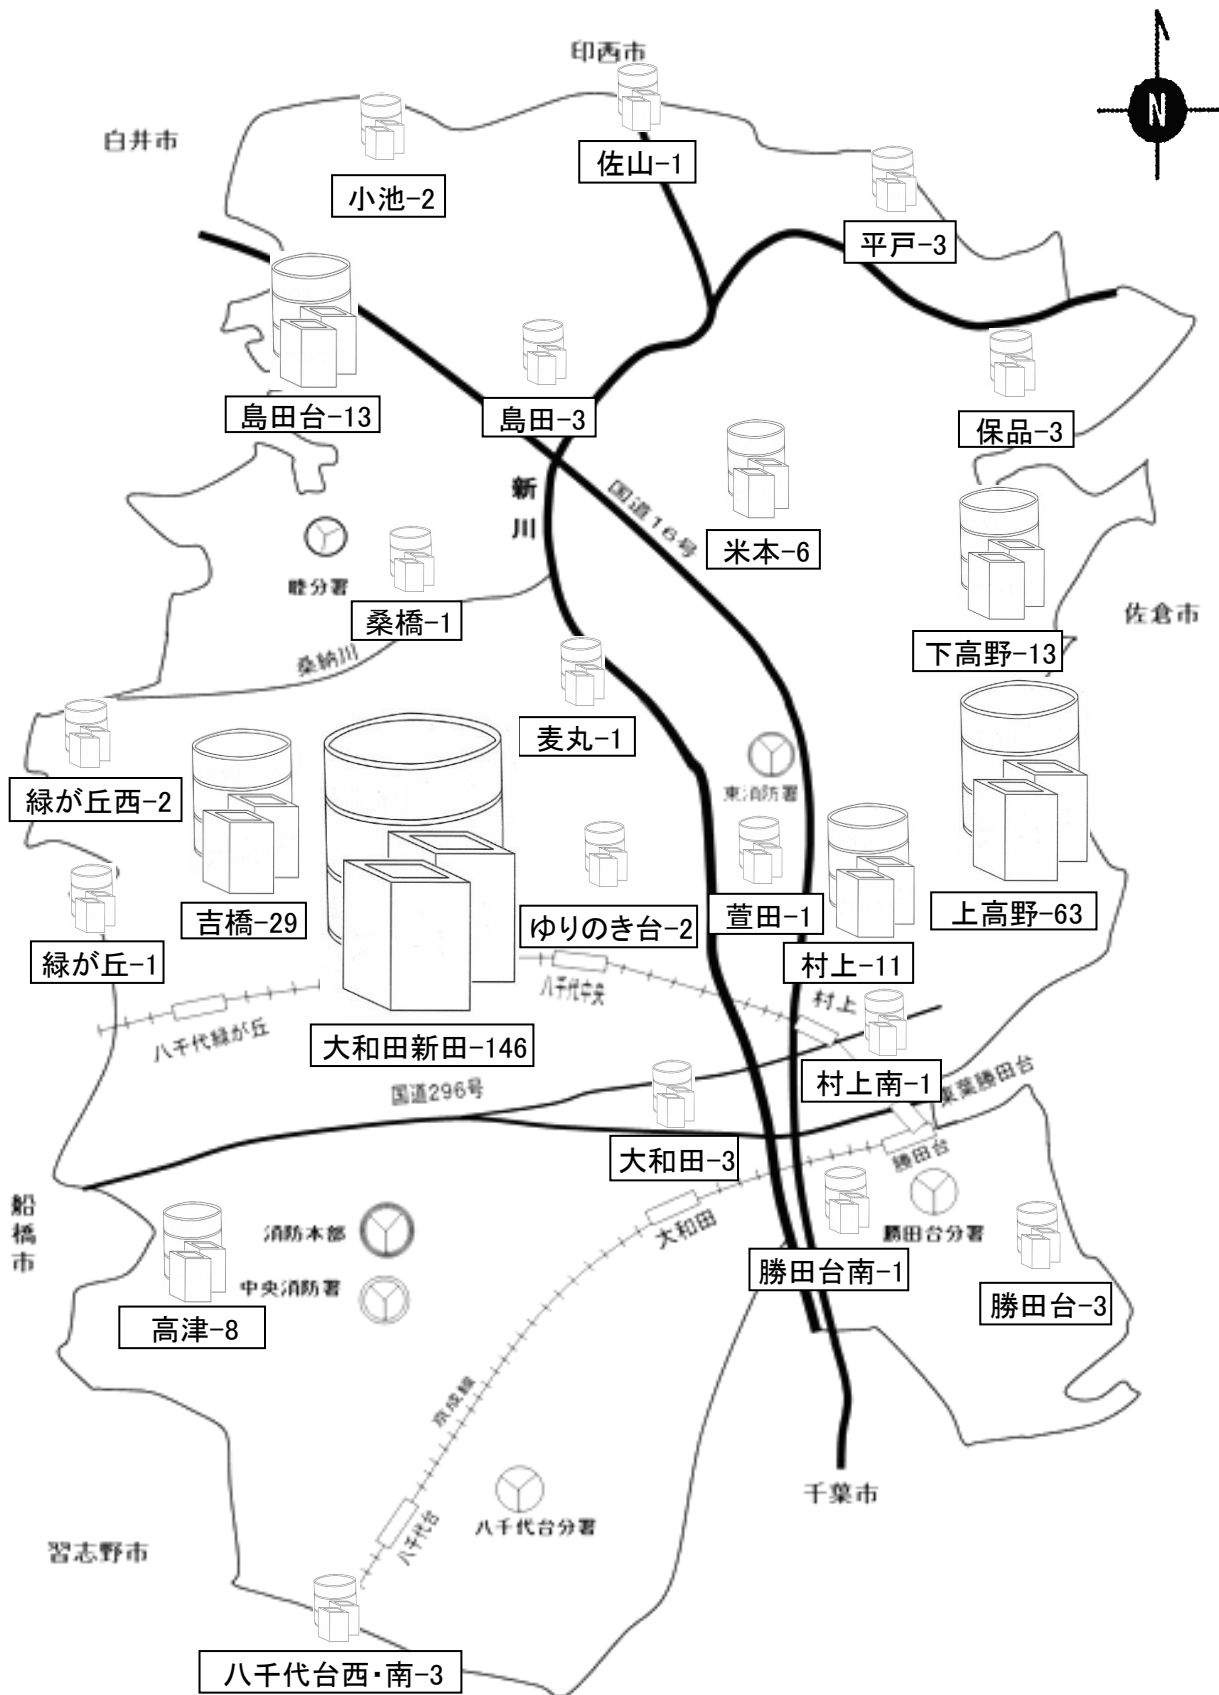 印西市
N
白井市
佐山-1
小池-2
平戸-3
島田台-13
島田-3
保品-3
新川
国道16号
米本-6
睦分署
桑橋-1
佐倉市
下高野-13
桑納川
麦丸-1
緑が丘西-2
東消防署
吉橋-29
ゆりのき台-2
萱田-1
上高野-63
緑が丘-1
村上-11
八千代中央
村上
八千代緑が丘
大和田新田-146
村上南-1
東葉勝田台
国道296号
大和田-3
勝田台
船橋市
消防本部
大和田
勝田台分署
中央消防署
勝田台南-1
勝田台-3
高津-8
京成線
千葉市
八千代台
八千代台分署
習志野市
八千代台西・南-3